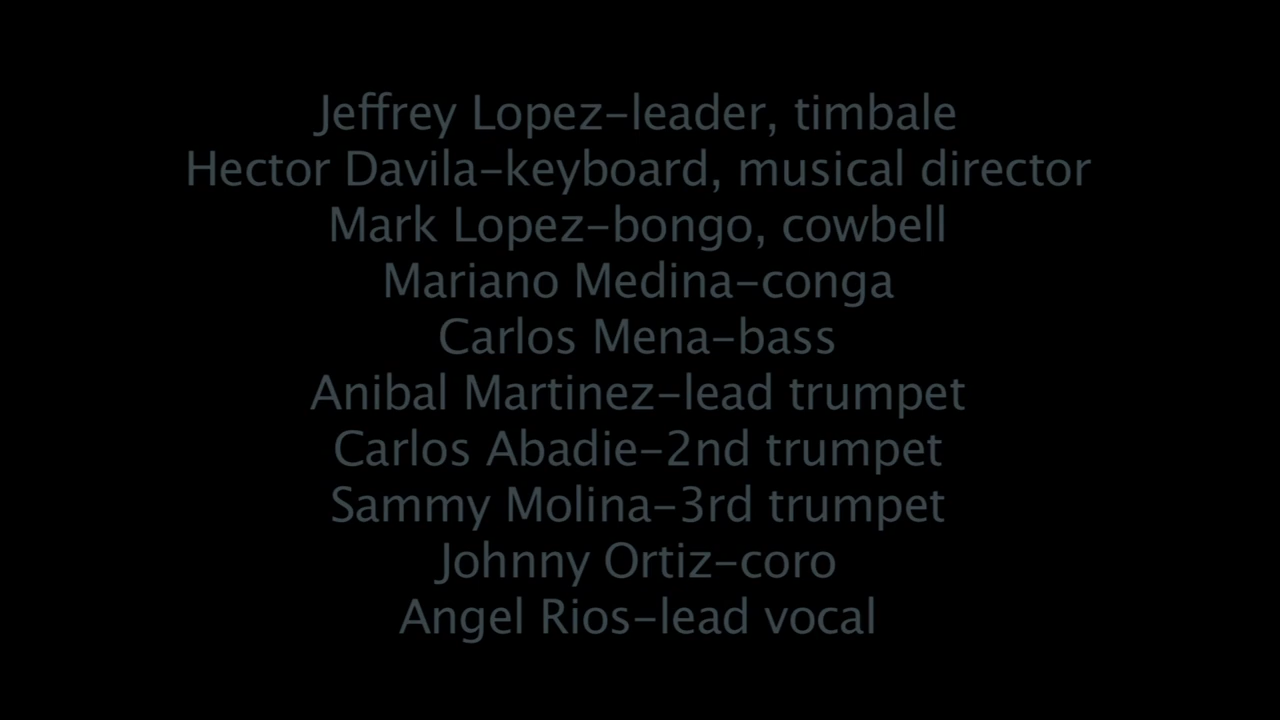 Jeffrey Lopez-leader, timbale
Hector Davila-keyboard, musical director
Mark Lopez-bongo, cowbell
Mariano Medina-conga
Carlos Mena-bass
Anibal Martinez-lead trumpet
Carlos Abadie-2nd trumpet
Sammy Molina-3rd trumpet
Johnny Ortiz-coro
Angel Rios-lead vocal